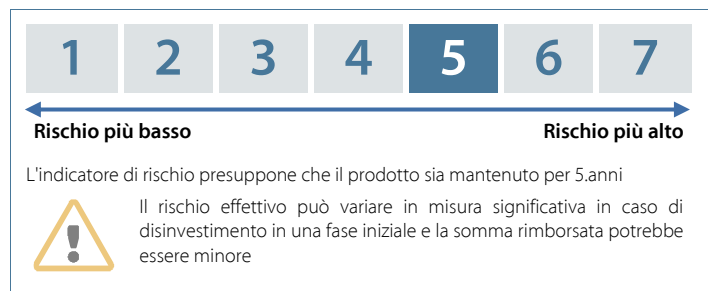 1 2 3 4 5 6 7
Rischio più basso Rischio più alto
L'indicatore di rischio presuppone che il prodotto sia mantenuto per 5.anni
Il rischio effettivo può variare in misura significativa in caso di
disinvestimento in una fase iniziale e la somma rimborsata potrebbe
essere minore